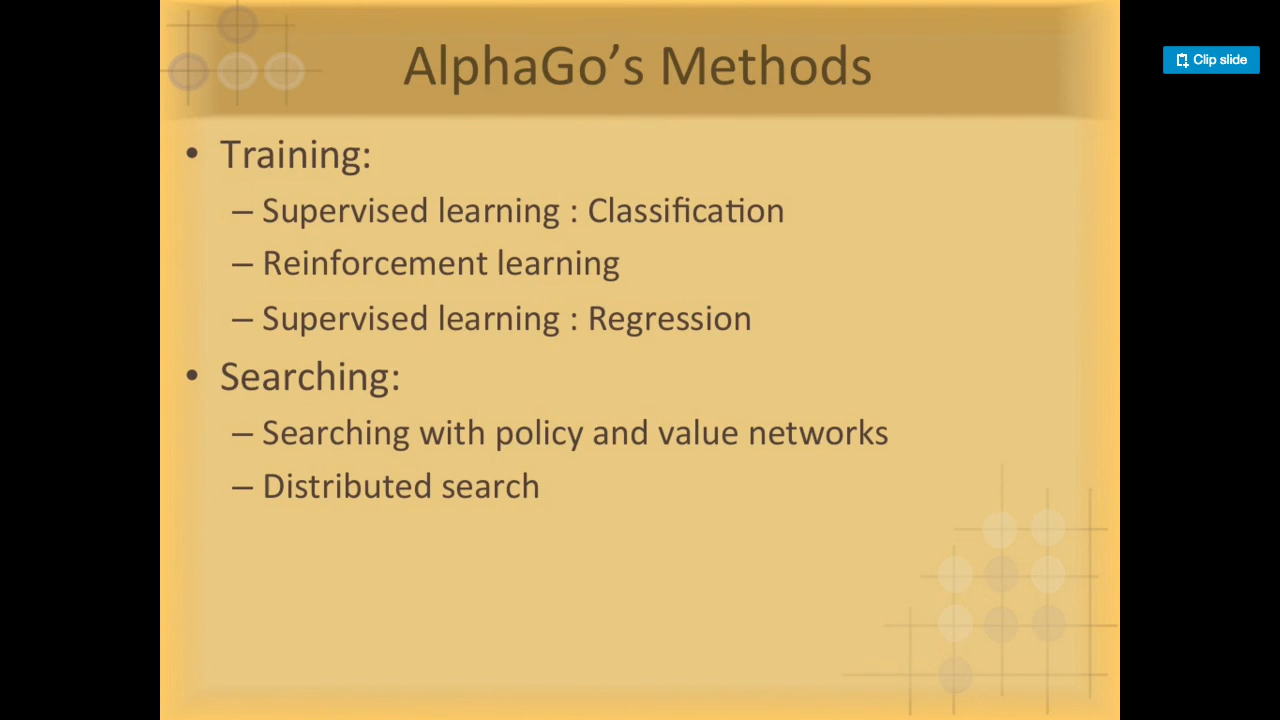 AlphaGo’s Methods
Clip slide
• Training:
– Supervised learning : Classification
– Reinforcement learning
– Supervised learning : Regression
• Searching:
– Searching with policy and value networks
– Distributed search